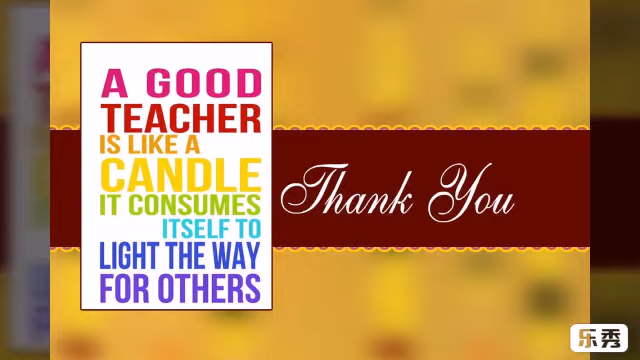 A GOOD
TEACHER
IS LIKE A
CANDLE
IT CONSUMES
ITSELF TO
LIGHT THE WAY
FOR OTHERS
Thank You
乐秀